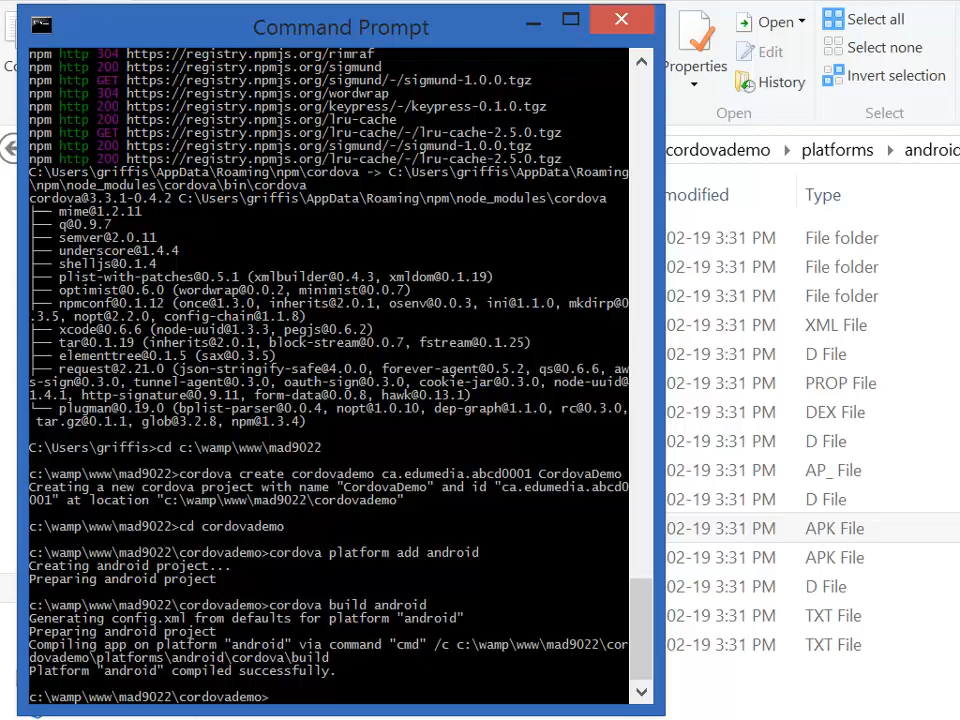 Command Prompt
npm http 304 https://registry.npmjs.org/rimraf
npm http 200 https://registry.npmjs.org/sigmund
npm http GET https://registry.npmjs.org/sigmund/-/sigmund-1.0.0.tgz
npm http 304 https://registry.npmjs.org/wordwrap
npm http 200 https://registry.npmjs.org/keypress/-/keypress-0.1.0.tgz
npm http 200 https://registry.npmjs.org/lru-cache
npm http GET https://registry.npmjs.org/lru-cache/-/lru-cache-2.5.0.tgz
npm http 200 https://registry.npmjs.org/sigmund/-/sigmund-1.0.0.tgz
npm http 200 https://registry.npmjs.org/lru-cache/-/lru-cache-2.5.0.tgz
C:\Users\griffis\AppData\Roaming\npm\cordova -> C:\Users\griffis\AppData\Roaming
\npm\node_modules\cordova\bin\cordova
cordova@3.3.1-0.4.2 C:\Users\griffis\AppData\Roaming\npm\node_modules\cordova
├── mime@1.2.11
├── q@0.9.7
├── semver@2.0.11
├── underscore@1.4.4
├── shelljs@0.1.4
├── plist-with-patches@0.5.1 (xmlbuilder@0.4.3, xmldom@0.1.19)
├── optimist@0.6.0 (wordwrap@0.0.2, minimist@0.0.7)
├── npmconf@0.1.12 (once@1.3.0, inherits@2.0.1, osenv@0.0.3, ini@1.1.0, mkdirp@0
.3.5, nopt@2.2.0, config-chain@1.1.8)
├── xcode@0.6.6 (node-uuid@1.3.3, pegjs@0.6.2)
├── tar@0.1.19 (inherits@2.0.1, block-stream@0.0.7, fstream@0.1.25)
├── elementtree@0.1.5 (sax@0.3.5)
├── request@2.21.0 (json-stringify-safe@4.0.0, forever-agent@0.5.2, qs@0.6.6, aw
s-sign@0.3.0, tunnel-agent@0.3.0, oauth-sign@0.3.0, cookie-jar@0.3.0, node-uuid@
1.4.1, http-signature@0.9.11, form-data@0.0.8, hawk@0.13.1)
└── plugman@0.19.0 (bplist-parser@0.0.4, nopt@1.0.10, dep-graph@1.1.0, rc@0.3.0,
tar.gz@0.1.1, glob@3.2.8, npm@1.3.4)
C:\Users\griffis>cd c:\wamp\www\mad9022
c:\wamp\www\mad9022>cordova create cordovademo ca.edumedia.abcd0001 CordovaDemo
Creating a new cordova project with name "CordovaDemo" and id "ca.edumedia.abcd0
001" at location "c:\wamp\www\mad9022\cordovademo"
c:\wamp\www\mad9022>cd cordovademo
c:\wamp\www\mad9022\cordovademo>cordova platform add android
Creating android project...
Preparing android project
c:\wamp\www\mad9022\cordovademo>cordova build android
Generating config.xml from defaults for platform "android"
Preparing android project
Compiling app on platform "android" via command "cmd" /c c:\wamp\www\mad9022\cor
dovademo\platforms\android\cordova\build
Platform "android" compiled successfully.
c:\wamp\www\mad9022\cordovademo>
Properties
Open
Edit
History
Open
Select all
Select none
Invert selection
Select
cordovademo platforms android
modified Type
02-19 3:31 PM File folder
02-19 3:31 PM File folder
02-19 3:31 PM File folder
02-19 3:31 PM XML File
02-19 3:31 PM D File
02-19 3:31 PM PROP File
02-19 3:31 PM DEX File
02-19 3:31 PM D File
02-19 3:31 PM AP_ File
02-19 3:31 PM D File
02-19 3:31 PM APK File
02-19 3:31 PM APK File
02-19 3:31 PM D File
02-19 3:31 PM TXT File
02-19 3:31 PM TXT File